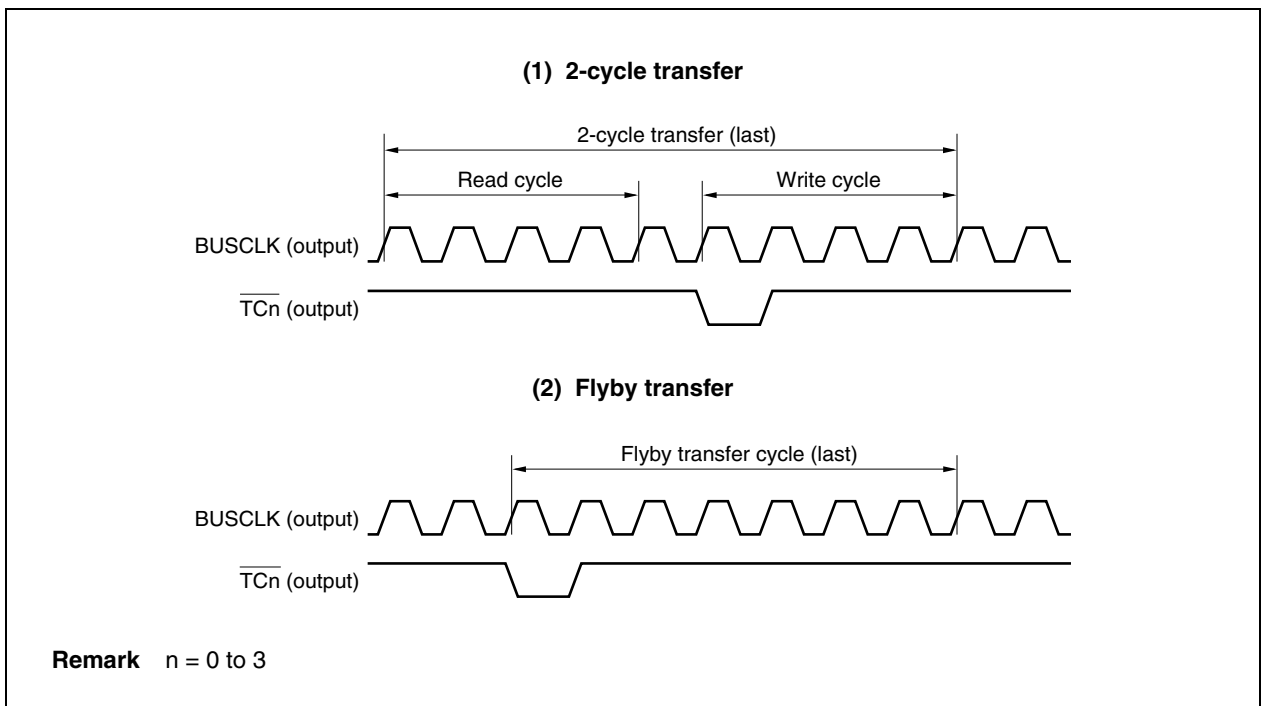 (1) 2-cycle transfer
2-cycle transfer (last)
Read cycle
Write cycle
BUSCLK (output)
TCn (output)
(2) Flyby transfer
Flyby transfer cycle (last)
BUSCLK (output)
TCn (output)
Remark n = 0 to 3